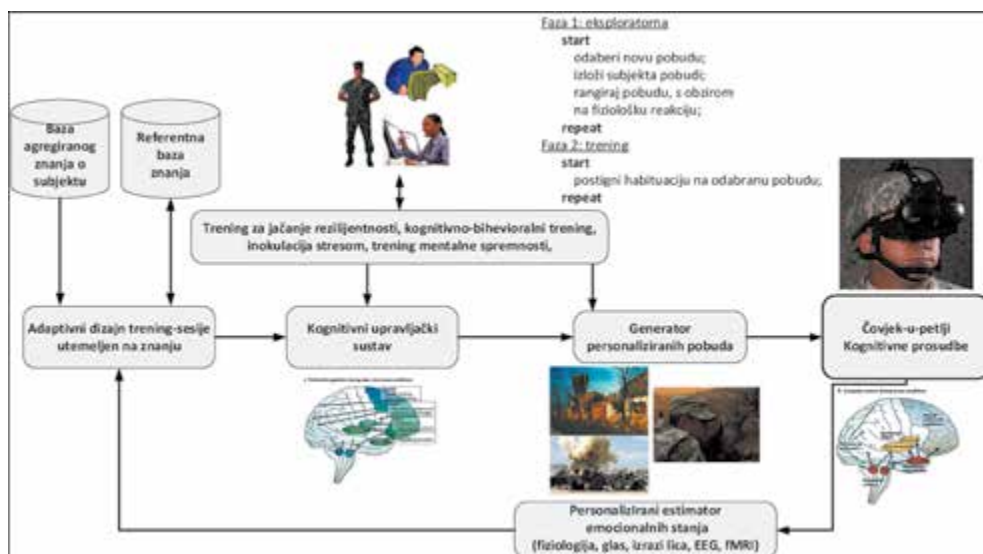 Faza 1: eksploratorna
start
odaberi novu pobudu;
izloži subjekta pobudi;
rangiraj pobudu, s obzirom
na fiziološku reakciju;
repeat
Faza 2: trening
start
postigni habituaciju na odabranu pobudu;
repeat
Baza
agregiranog
znanja o
subjektu
Referentna
baza
znanja
Trening za jačanje rezilijentnosti, kognitivno-bihevioralni trening,
inokulacija stresom, trening mentalne spremnosti,
Adaptivni dizajn trening-sesije
utemeljen na znanju
Kognitivni upravljački
sustav
Generator
personaliziranih pobuda
Čovjek-u-petlji
Kognitivne prosudbe
Personalizirani estimator
emocionalnih stanja
(fiziologija, glas, izrazi lica, EEG, fMRI)